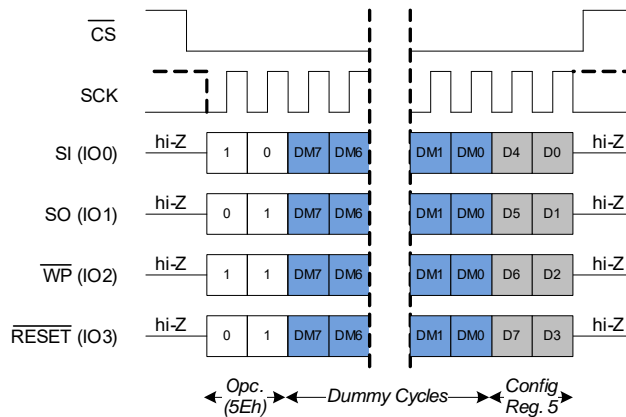 CS
SCK
SI (IO0) hi-Z 1 0 DM7 DM6 DM1 DM0 D4 D0 hi-Z
SO (IO1) hi-Z 0 1 DM7 DM6 DM1 DM0 D5 D1 hi-Z
WP (IO2) hi-Z 1 1 DM7 DM6 DM1 DM0 D6 D2 hi-Z
RESET (IO3) hi-Z 0 1 DM7 DM6 DM1 DM0 D7 D3 hi-Z
Opc. Dummy Cycles Config
(5Eh) Reg. 5